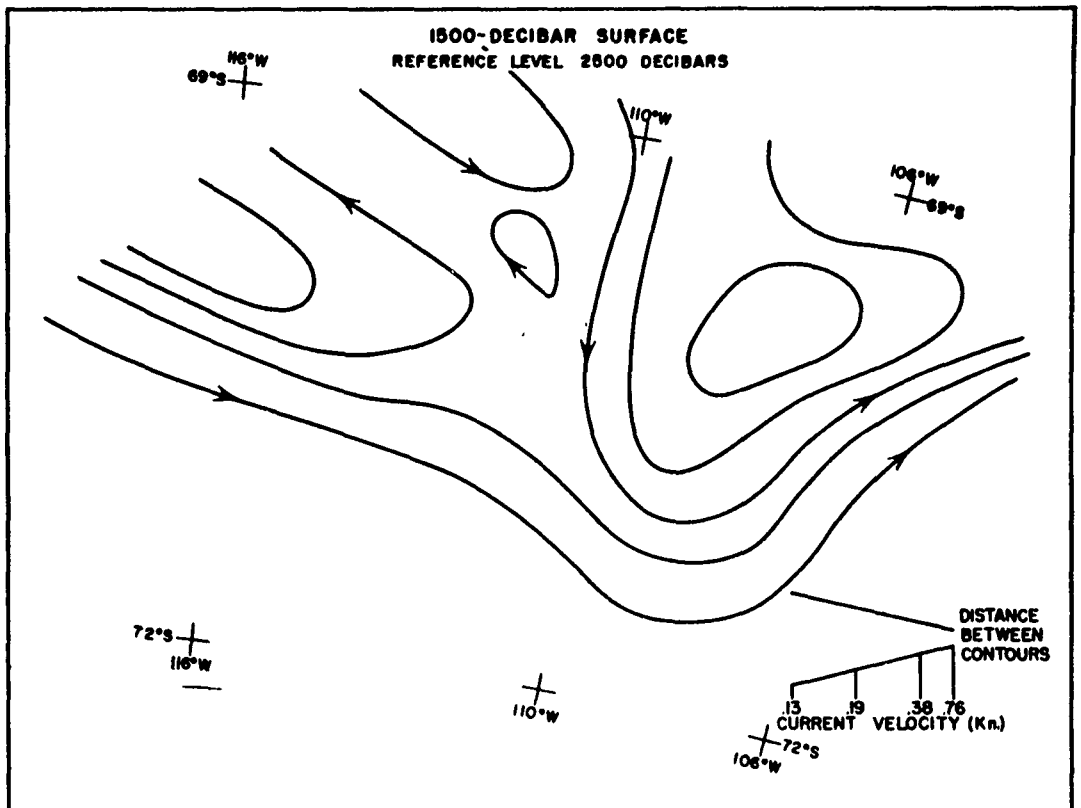 1500-DECIBAR SURFACE
REFERENCE LEVEL 2500 DECIBARS
116°W
69°S
110°W
106°W
69°S
DISTANCE
BETWEEN
CONTOURS
72°S
116°W
.13 .19 .38 .76
CURRENT VELOCITY (Kn.)
110°W
72°S
106°W